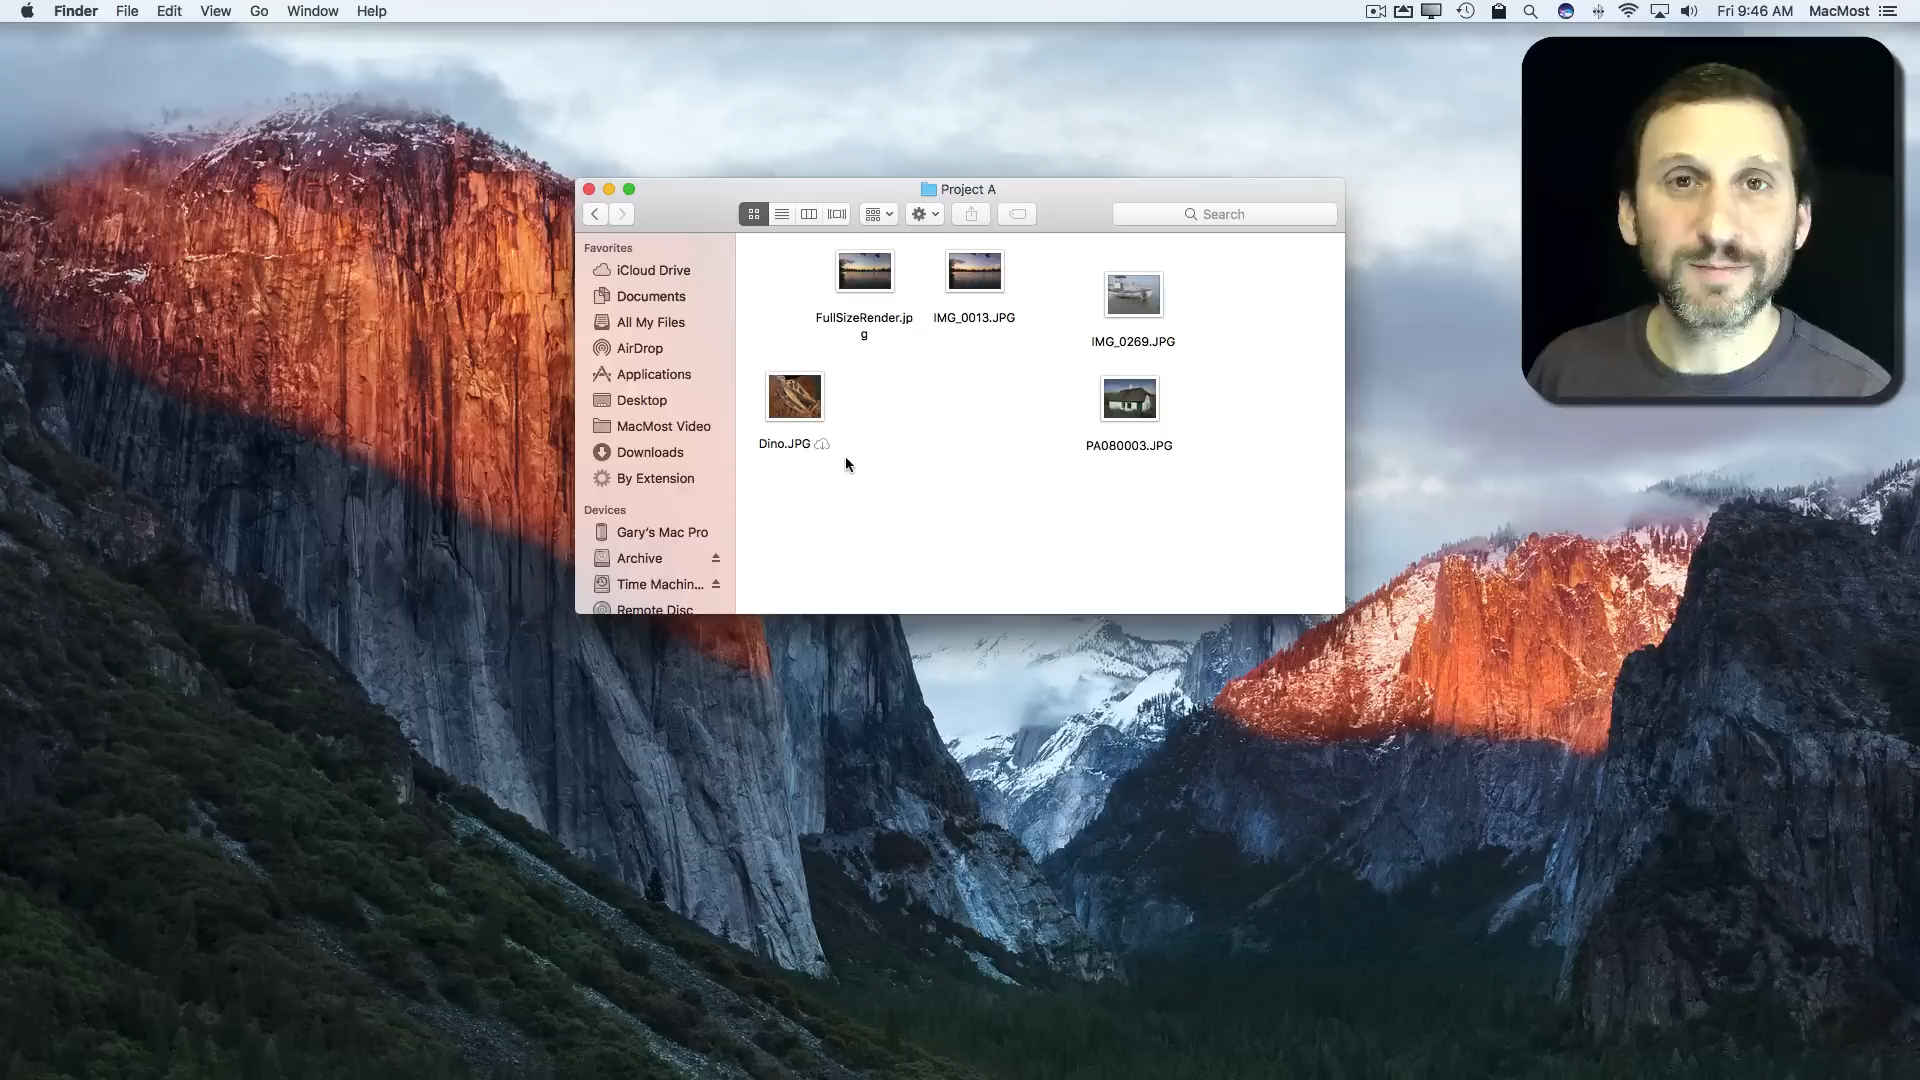 Finder File Edit View Go Window Help Fri 9:46 AM MacMost
Project A
Search
Favorites
iCloud Drive
Documents
All My Files
AirDrop
Applications
Desktop
MacMost Video
Downloads
By Extension
Devices
Gary's Mac Pro
Archive
Time Machin...
Remote Disc
FullSizeRender.jp
g
IMG_0013.JPG
IMG_0269.JPG
Dino.JPG
PA080003.JPG